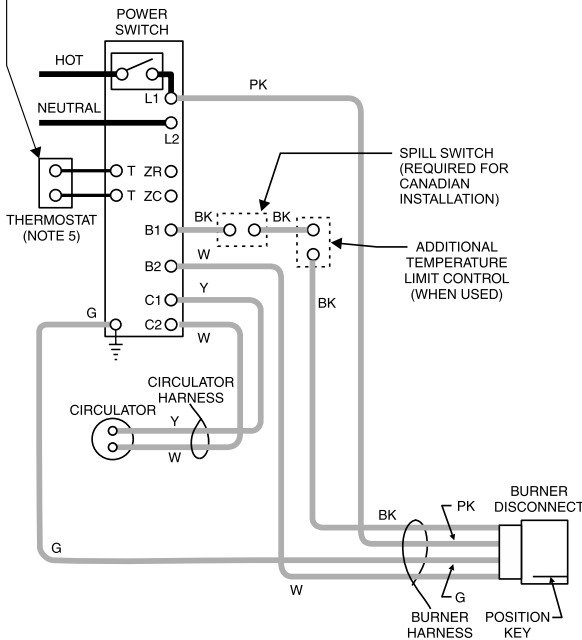 POWER
SWITCH
HOT
PK
L1
NEUTRAL
L2
SPILL SWITCH
(REQUIRED FOR
CANADIAN
INSTALLATION)
T ZR
T ZC
THERMOSTAT
(NOTE 5)
BK
BK
B1
ADDITIONAL
TEMPERATURE
LIMIT CONTROL
(WHEN USED)
W
B2
Y
C1
BK
G
C2
W
CIRCULATOR
HARNESS
CIRCULATOR
Y
W
BURNER
DISCONNECT
PK
BK
G
W
G
BURNER
HARNESS
POSITION
KEY